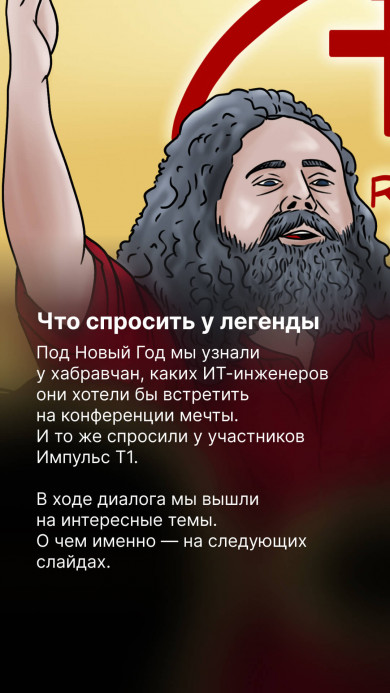 R
Что спросить у легенды
Под Новый Год мы узнали
у хабравчан, каких ИТ-инженеров
они хотели бы встретить
на конференции мечты.
И то же спросили у участников
Импульс Т1.
В ходе диалога мы вышли
на интересные темы.
О чем именно — на следующих
слайдах.